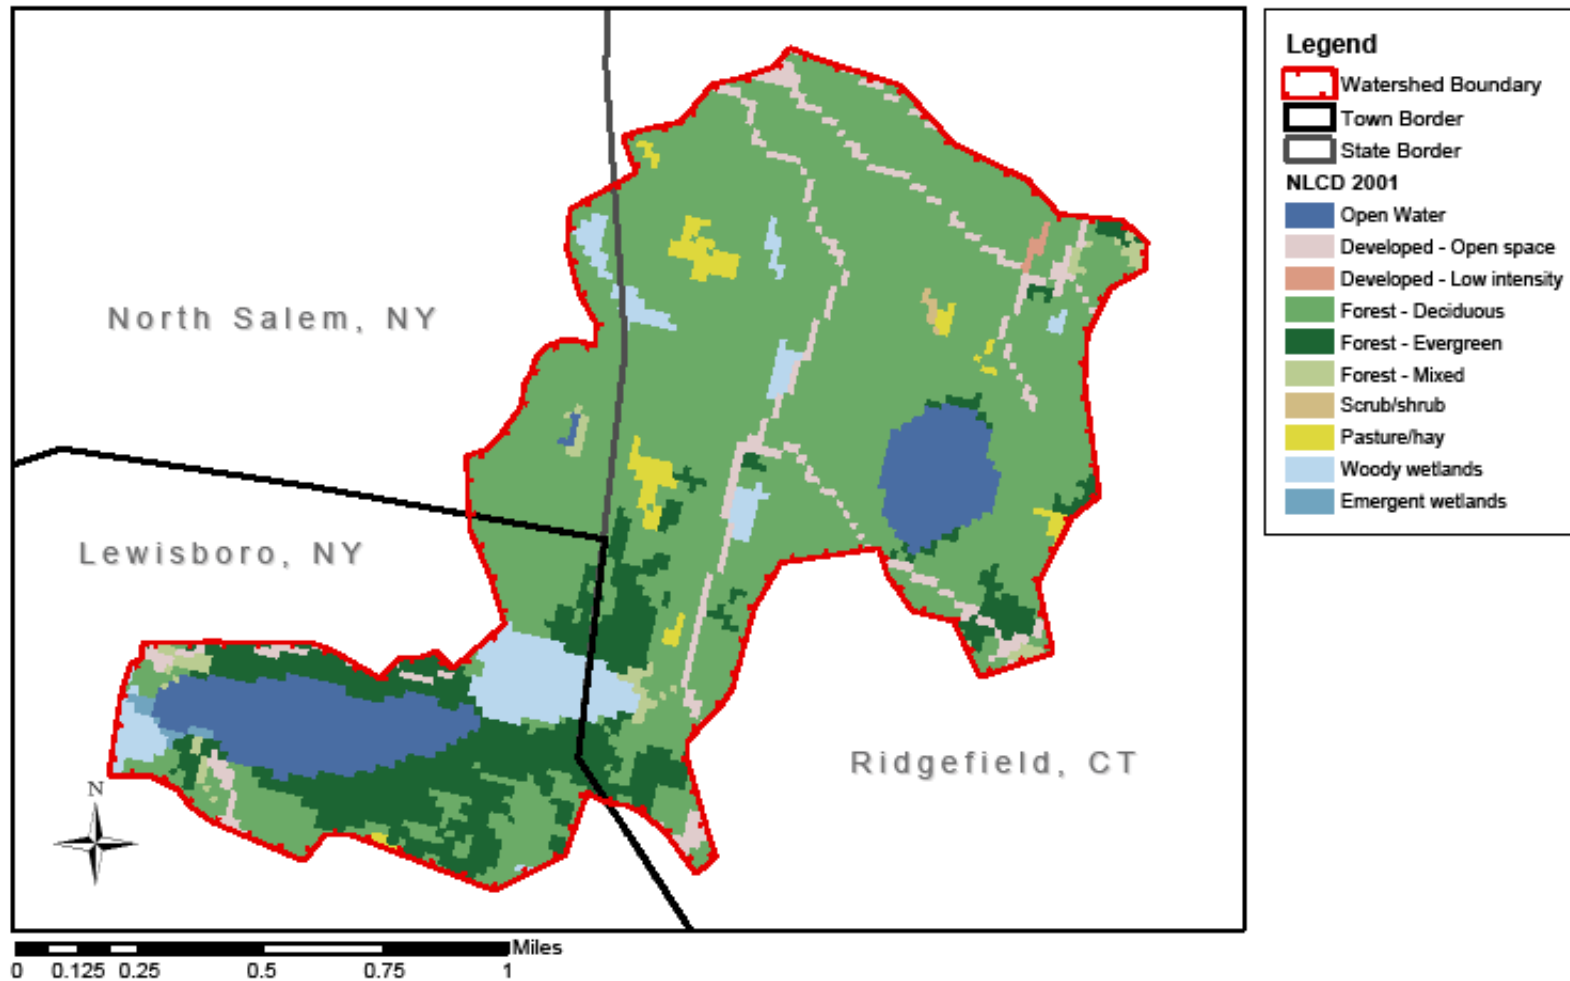 North Salem, NY
Lewisboro, NY
Ridgefield, CT
N
Miles
0 0.125 0.25 0.5 0.75 1
Legend
Watershed Boundary
Town Border
State Border
NLCD 2001
Open Water
Developed - Open space
Developed - Low intensity
Forest - Deciduous
Forest - Evergreen
Forest - Mixed
Scrub/shrub
Pasture/hay
Woody wetlands
Emergent wetlands